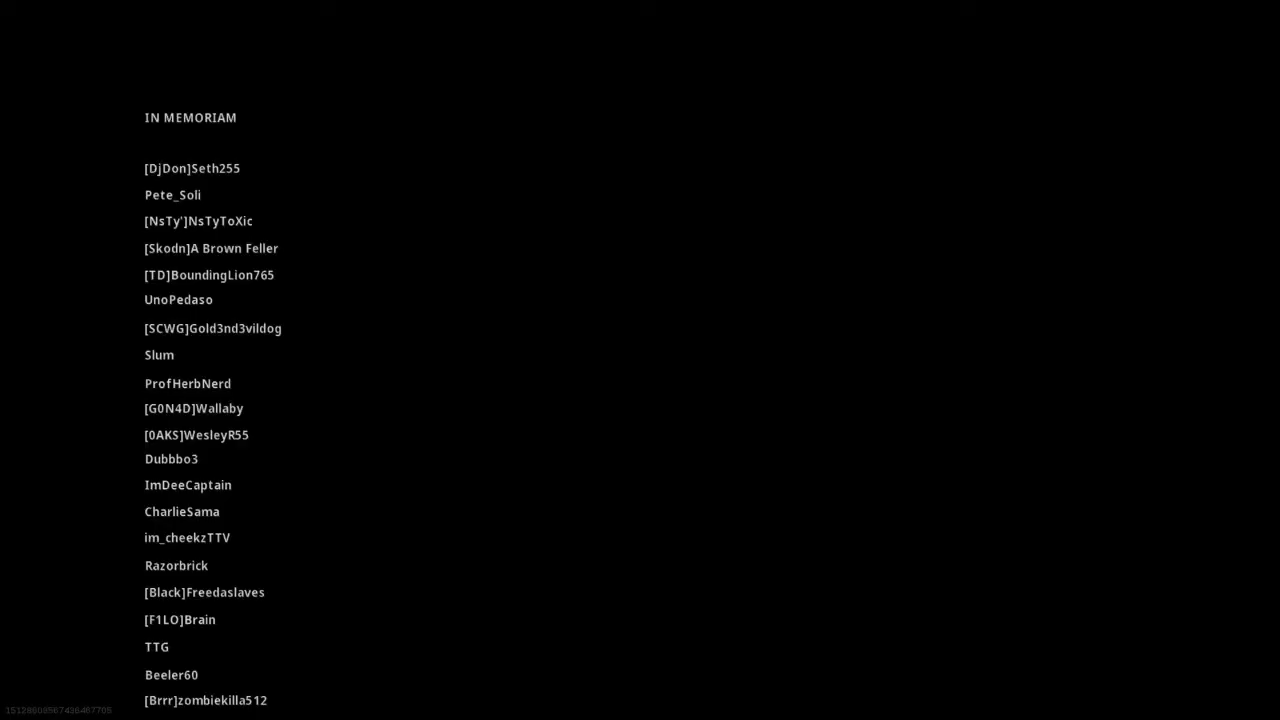 IN MEMORIAM
[DjDon]Seth255
Pete_Soli
[NsTy']NsTyToXic
[Skodn]A Brown Feller
[TD]BoundingLion765
UnoPedaso
[SCWG]Gold3nd3vildog
Slum
ProfHerbNerd
[G0N4D]Wallaby
[0AKS]WesleyR55
Dubbbo3
ImDeeCaptain
CharlieSama
im_cheekzTTV
Razorbrick
[Black]Freedaslaves
[F1LO]Brain
TTG
Beeler60
[Brrr]zombiekilla512